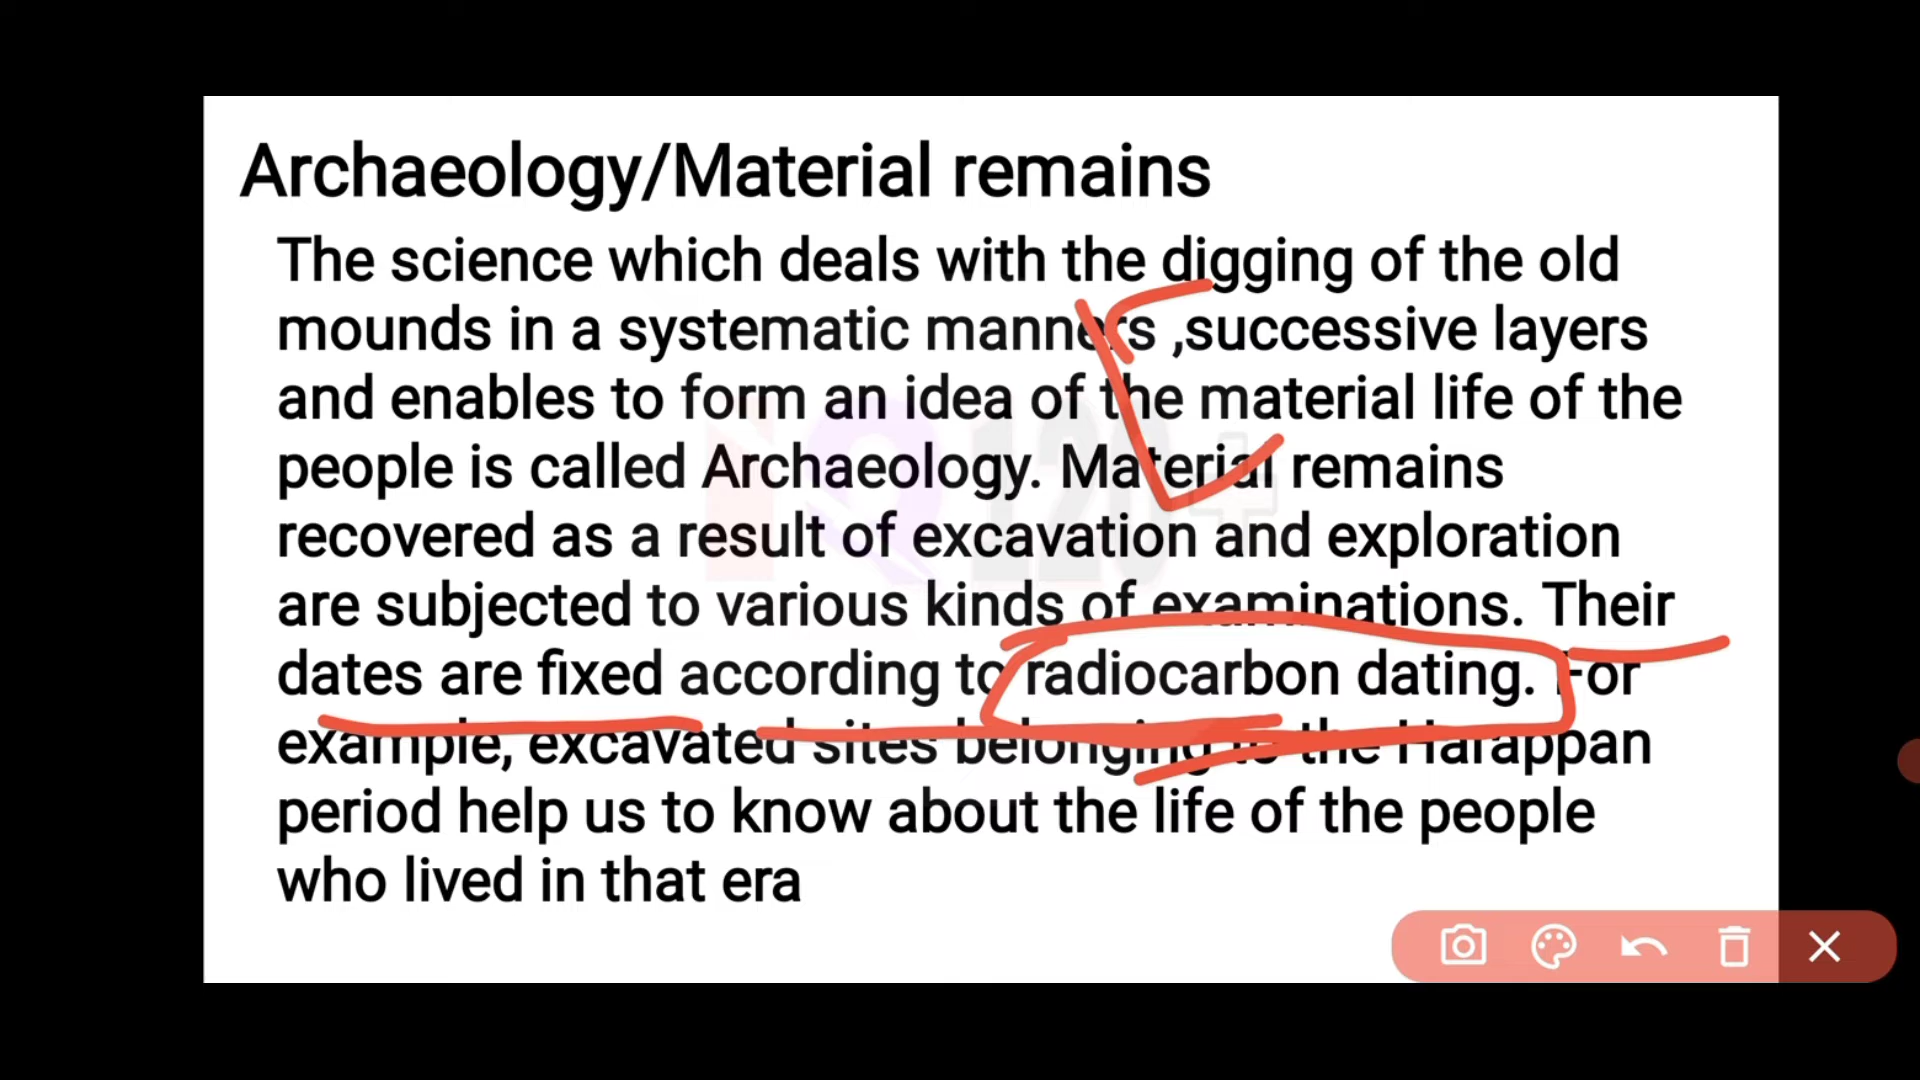 Archaeology/Material remains
The science which deals with the digging of the old
mounds in a systematic manners ,successive layers
and enables to form an idea of the material life of the
people is called Archaeology. Material remains
recovered as a result of excavation and exploration
are subjected to various kinds of examinations. Their
dates are fixed according to radiocarbon dating. For
example, excavated sites belonging to the Harappan
period help us to know about the life of the people
who lived in that era
iQ 120+